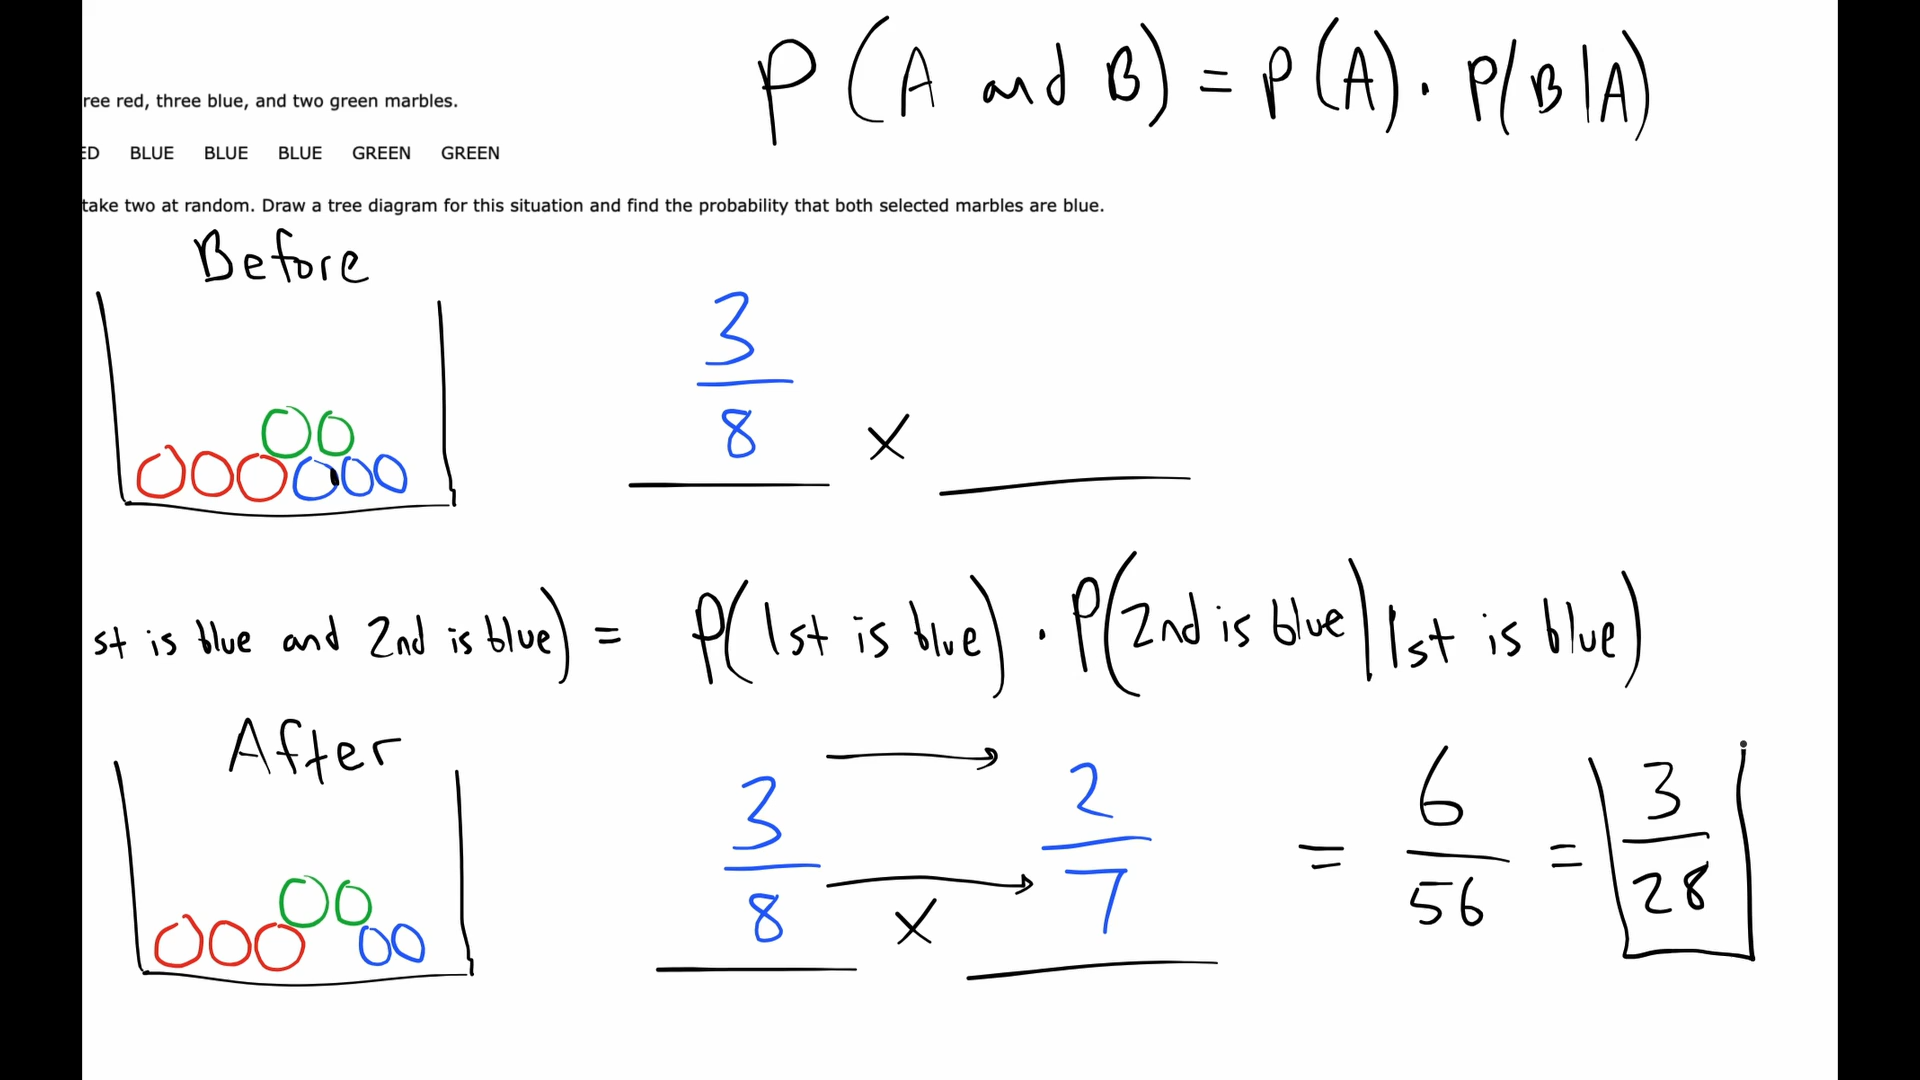 P(A and B) = P(A) · P(B|A)
ree red, three blue, and two green marbles.
ED BLUE BLUE BLUE GREEN GREEN
take two at random. Draw a tree diagram for this situation and find the probability that both selected marbles are blue.
Before
3
8
×
st is blue and 2nd is blue) = P(1st is blue) · P(2nd is blue|1st is blue)
After
3/8 × 2/7 = 6/56 = 3/28